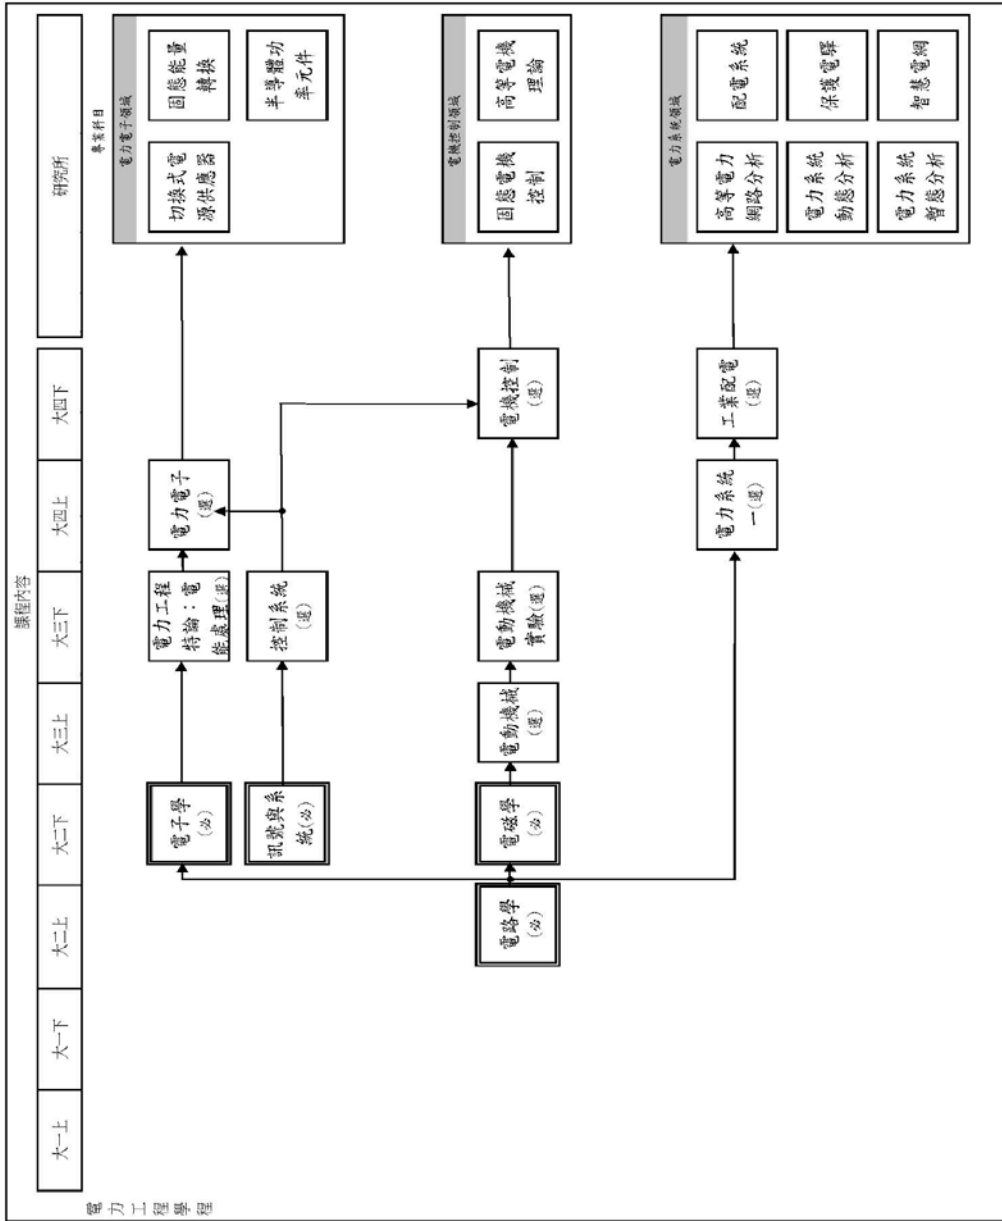 電力工程學程
課程內容
大一上
大一下
大二上
大二下
大三上
大三下
大四上
大四下
研究所
專業科目
電力電子領域
切換式電
源供應器
固態能量
轉換
半導體功
率元件
電子學
(必)
電力工程
特論：電
能處理(選)
電力電子
(選)
訊號與系
統(必)
控制系統
(選)
電機控制領域
固態電機
控制
高等電機
理論
電路學
(必)
電磁學
(必)
電動機械
(選)
電動機械
實驗(選)
電機控制
(選)
電力系統領域
高等電力
網路分析
配電系統
電力系統
動態分析
保護電驛
電力系統
暫態分析
智慧電網
電力系統
一(選)
工業配電
(選)